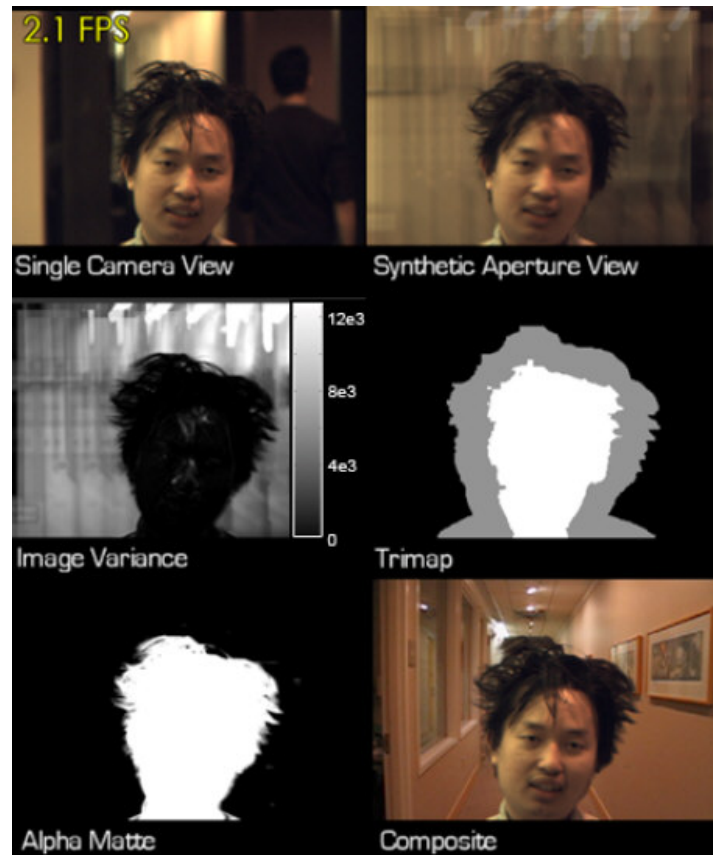 2.1 FPS
Single Camera View
Synthetic Aperture View
12e3
8e3
4e3
0
Image Variance
Trimap
Alpha Matte
Composite